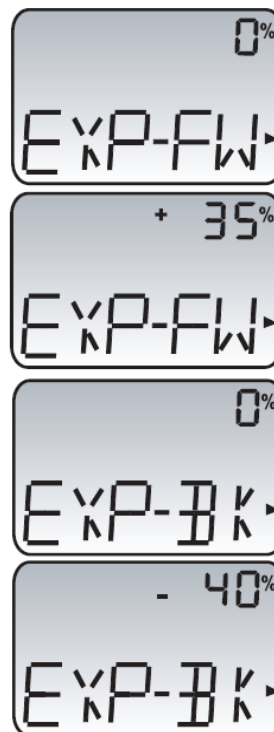 0%
EXP-FW
+ 35%
EXP-FW
0%
EXP-BK
- 40%
EXP-BK